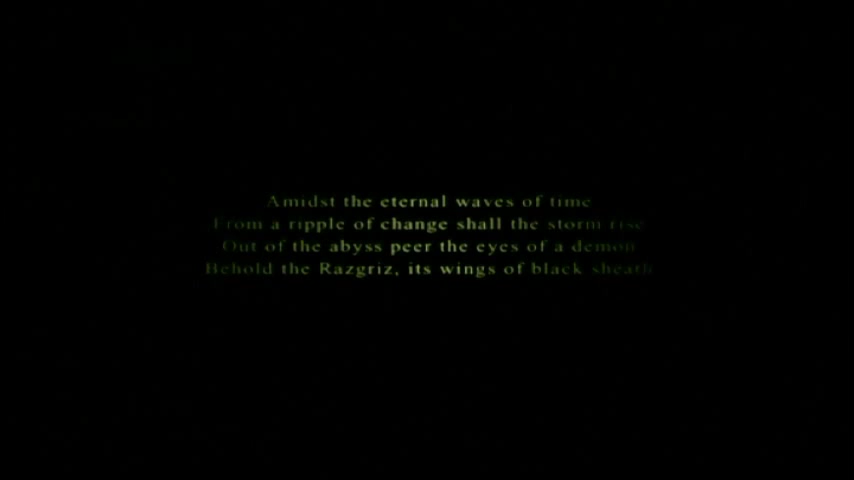 Amidst the eternal waves of time
From a ripple of change shall the storm rise
Out of the abyss peer the eyes of a demon
Behold the Razgriz, its wings of black sheath